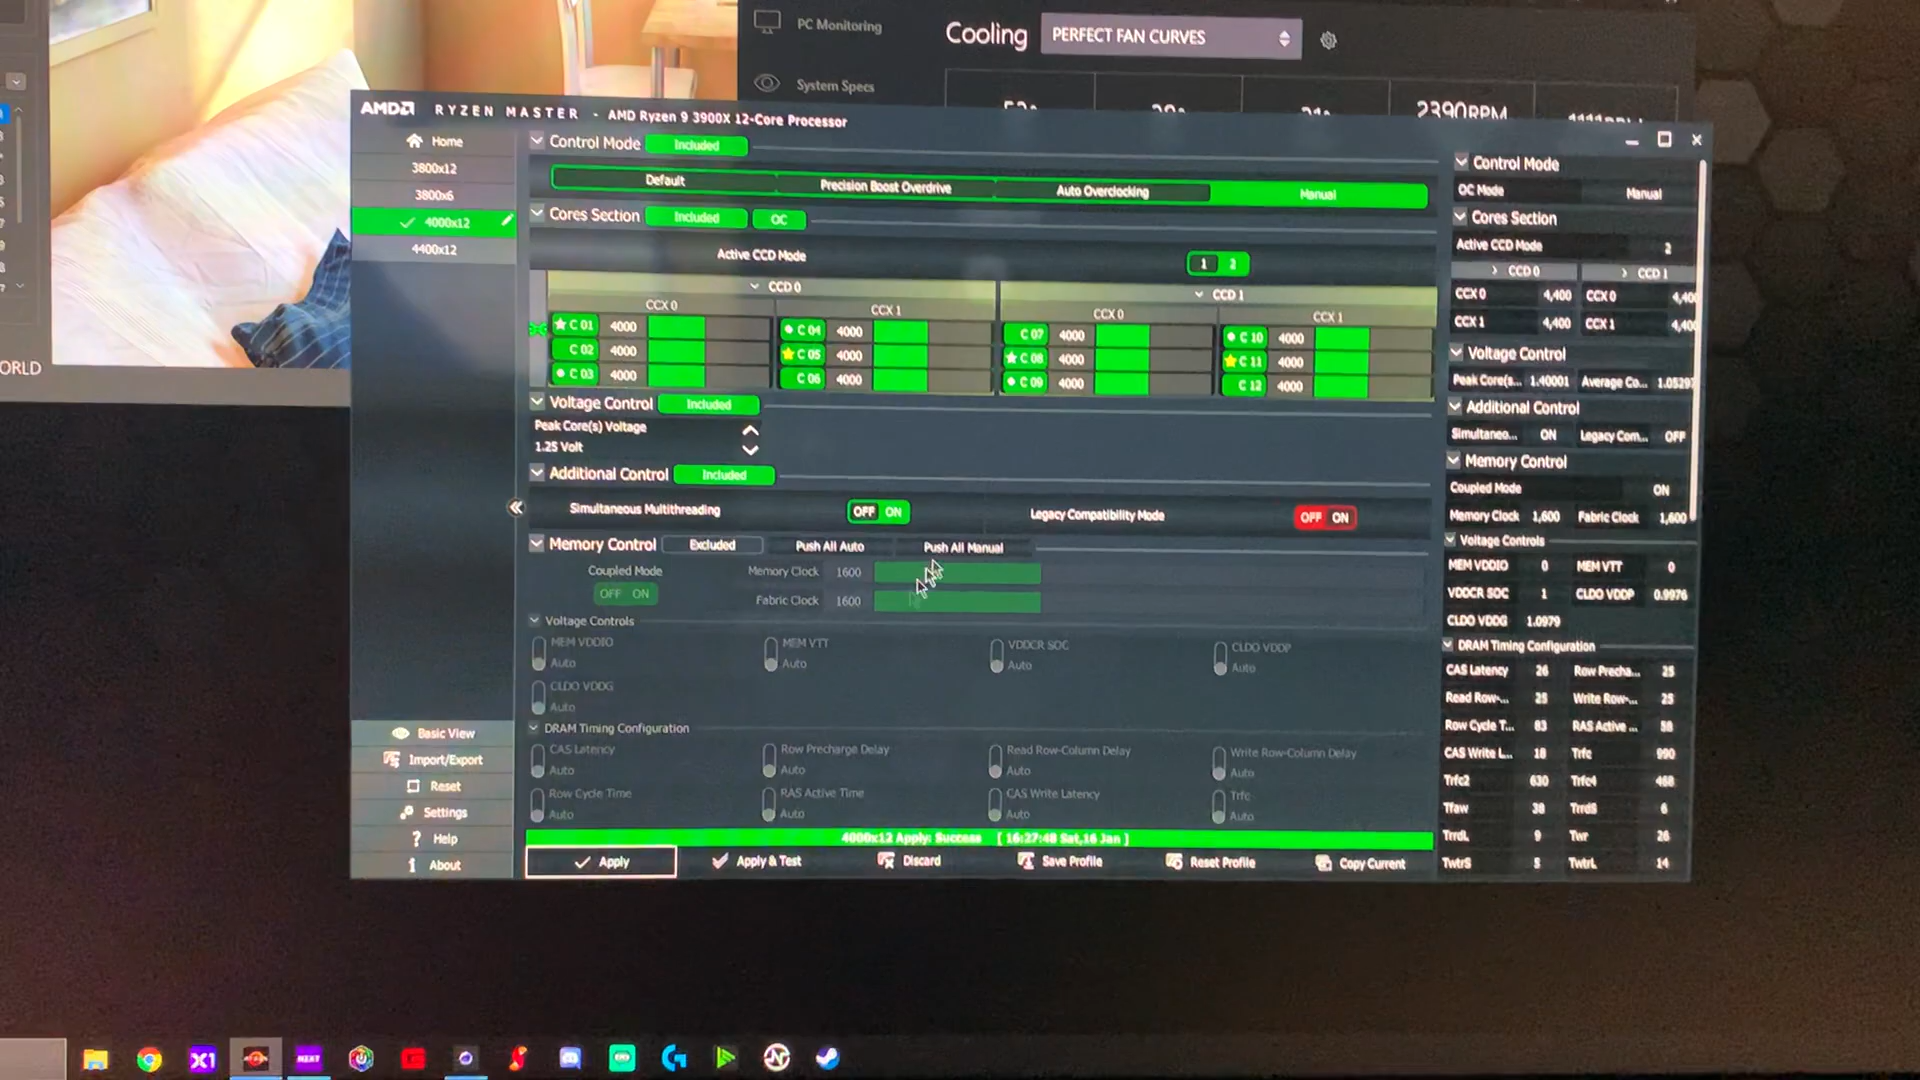 PC Monitoring
System Specs
Cooling
PERFECT FAN CURVES
2390RPM
ORLD
AMD RYZEN MASTER - AMD Ryzen 9 3900X 12-Core Processor
Home
3800x12
3800x6
4000x12
4400x12
Basic View
Import/Export
Reset
Settings
Help
About
Control Mode Included
Default Precision Boost Overdrive Auto Overclocking Manual
Cores Section Included OC
Active CCD Mode 1 2
CCD 0 CCD 1
CCX 0 CCX 1 CCX 0 CCX 1
C 01 4000 C 04 4000 C 07 4000 C 10 4000
C 02 4000 C 05 4000 C 08 4000 C 11 4000
C 03 4000 C 06 4000 C 09 4000 C 12 4000
Voltage Control Included
Peak Core(s) Voltage
1.25 Volt
Additional Control Included
Simultaneous Multithreading OFF ON Legacy Compatibility Mode OFF ON
Memory Control Excluded Push All Auto Push All Manual
Coupled Mode Memory Clock 1600
OFF ON Fabric Clock 1600
Voltage Controls
MEM VDDIO MEM VTT VDDCR SOC CLDO VDDP
Auto Auto Auto Auto
CLDO VDDG
Auto
DRAM Timing Configuration
CAS Latency Row Precharge Delay Read Row-Column Delay Write Row-Column Delay
Auto Auto Auto Auto
Row Cycle Time RAS Active Time CAS Write Latency Trfc
Auto Auto Auto Auto
4000x12 Apply: Success [ 16:27:48 Sat,16 Jan ]
Apply Apply & Test Discard Save Profile Reset Profile Copy Current
Control Mode
OC Mode Manual
Cores Section
Active CCD Mode 2
CCD 0 CCD 1
CCX 0 4,400 CCX 0 4,400
CCX 1 4,400 CCX 1 4,400
Voltage Control
Peak Core(s... 1.40001 Average Co... 1.05297
Additional Control
Simultaneo... ON Legacy Com... OFF
Memory Control
Coupled Mode ON
Memory Clock 1,600 Fabric Clock 1,600
Voltage Controls
MEM VDDIO 0 MEM VTT 0
VDDCR SOC 1 CLDO VDDP 0.9976
CLDO VDDG 1.0979
DRAM Timing Configuration
CAS Latency 26 Row Precha... 25
Read Row-... 25 Write Row-... 25
Row Cycle T... 83 RAS Active ... 58
CAS Write L... 18 Trfc 990
Trfc2 630 Trfc4 468
Tfaw 38 TrrdS 6
TrrdL 9 Twr 26
TwtrS 5 TwtrL 14
X1
NZXT